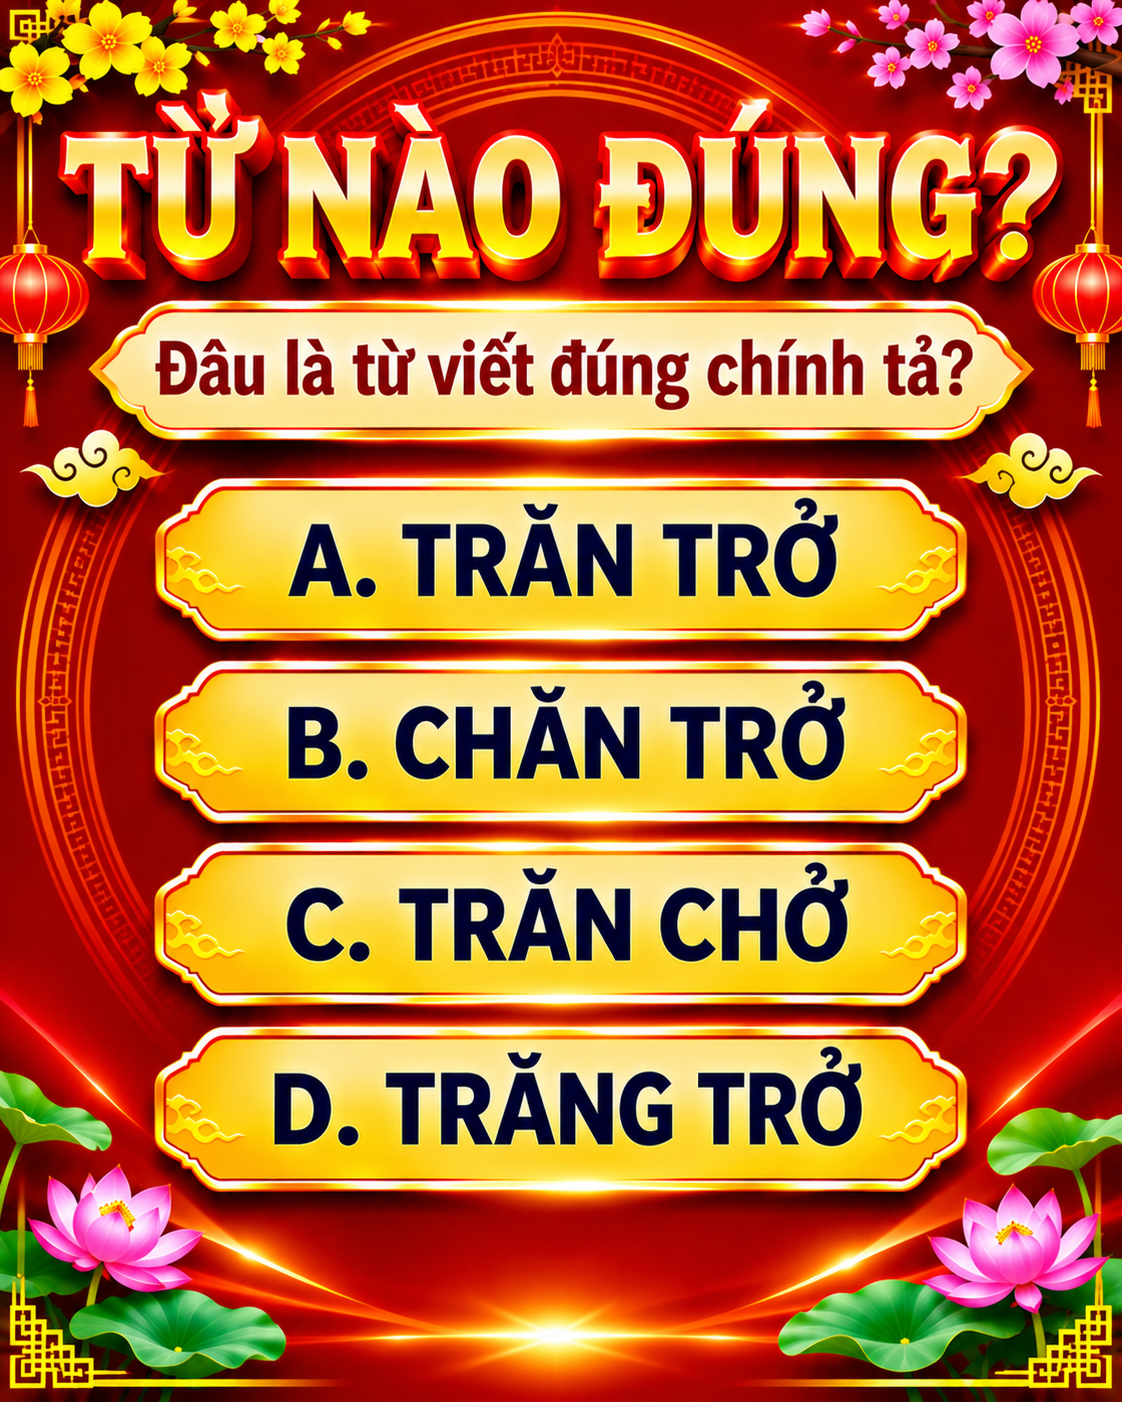 TỪ NÀO ĐÚNG?
Đâu là từ viết đúng chính tả?
A. TRĂN TRỞ
B. CHĂN TRỞ
C. TRĂN CHỞ
D. TRĂNG TRỞ